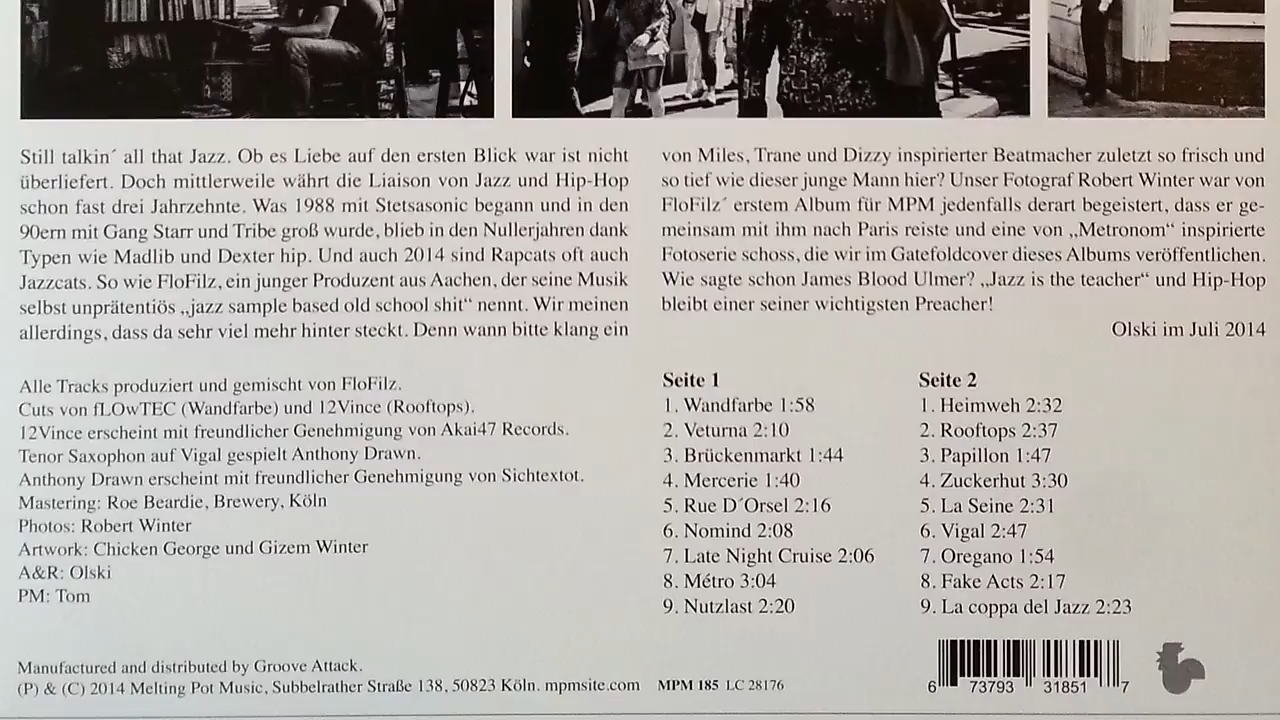 Still talkin´ all that Jazz. Ob es Liebe auf den ersten Blick war ist nicht
überliefert. Doch mittlerweile währt die Liaison von Jazz und Hip-Hop
schon fast drei Jahrzehnte. Was 1988 mit Stetsasonic begann und in den
90ern mit Gang Starr und Tribe groß wurde, blieb in den Nullerjahren dank
Typen wie Madlib und Dexter hip. Und auch 2014 sind Rapcats oft auch
Jazzcats. So wie FloFilz, ein junger Produzent aus Aachen, der seine Musik
selbst unprätentiös „jazz sample based old school shit“ nennt. Wir meinen
allerdings, dass da sehr viel mehr hinter steckt. Denn wann bitte klang ein
von Miles, Trane und Dizzy inspirierter Beatmacher zuletzt so frisch und
so tief wie dieser junge Mann hier? Unser Fotograf Robert Winter war von
FloFilz´ erstem Album für MPM jedenfalls derart begeistert, dass er ge-
meinsam mit ihm nach Paris reiste und eine von „Metronom“ inspirierte
Fotoserie schoss, die wir im Gatefoldcover dieses Albums veröffentlichen.
Wie sagte schon James Blood Ulmer? „Jazz is the teacher“ und Hip-Hop
bleibt einer seiner wichtigsten Preacher!
Olski im Juli 2014
Alle Tracks produziert und gemischt von FloFilz.
Cuts von fLOwTEC (Wandfarbe) und 12Vince (Rooftops).
12Vince erscheint mit freundlicher Genehmigung von Akai47 Records.
Tenor Saxophon auf Vigal gespielt Anthony Drawn.
Anthony Drawn erscheint mit freundlicher Genehmigung von Sichtextot.
Mastering: Roe Beardie, Brewery, Köln
Photos: Robert Winter
Artwork: Chicken George und Gizem Winter
A&R: Olski
PM: Tom
Seite 1
1. Wandfarbe 1:58
2. Veturna 2:10
3. Brückenmarkt 1:44
4. Mercerie 1:40
5. Rue D´Orsel 2:16
6. Nomind 2:08
7. Late Night Cruise 2:06
8. Métro 3:04
9. Nutzlast 2:20
Seite 2
1. Heimweh 2:32
2. Rooftops 2:37
3. Papillon 1:47
4. Zuckerhut 3:30
5. La Seine 2:31
6. Vigal 2:47
7. Oregano 1:54
8. Fake Acts 2:17
9. La coppa del Jazz 2:23
Manufactured and distributed by Groove Attack.
(P) & (C) 2014 Melting Pot Music, Subbelrather Straße 138, 50823 Köln. mpmsite.com MPM 185 LC 28176
6 73793 31851 7